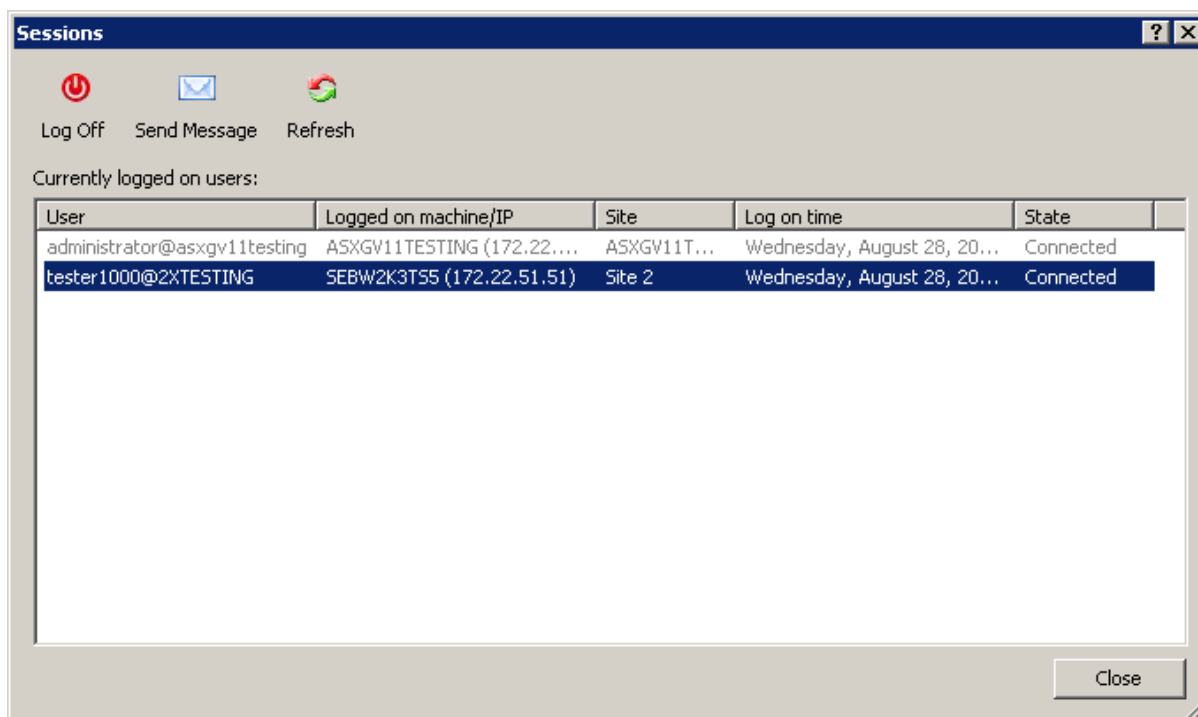 Sessions
Log Off Send Message Refresh
Currently logged on users:
User Logged on machine/IP Site Log on time State
administrator@asxgv11testing ASXGV11TESTING (172.22.... ASXGV11T... Wednesday, August 28, 20... Connected
tester1000@2XTESTING SEBW2K3TS5 (172.22.51.51) Site 2 Wednesday, August 28, 20... Connected
Close